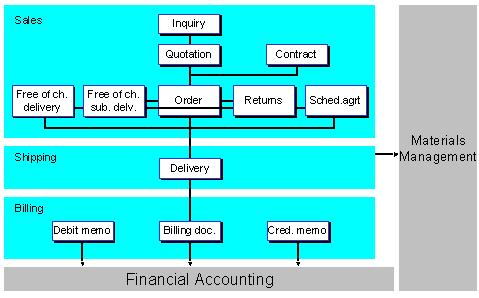 Sales
Inquiry
Quotation
Contract
Free of ch.
delivery
Free of ch.
sub. delv.
Order
Returns
Sched.agrt
Materials
Management
Shipping
Delivery
Billing
Debit memo
Billing doc.
Cred. memo
Financial Accounting